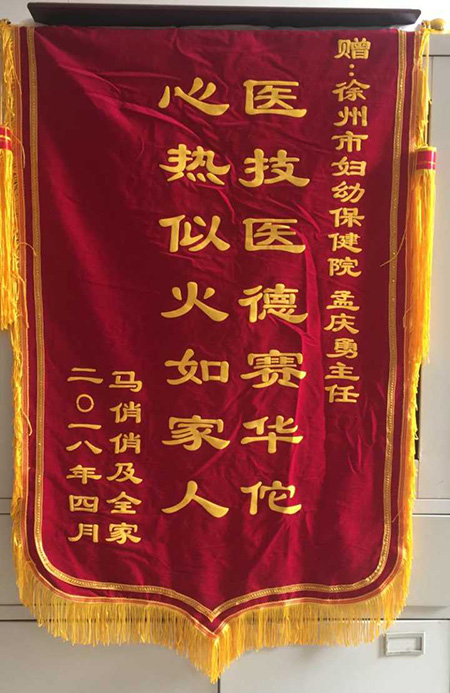 赠:徐州市妇幼保健院 孟庆勇主任
医技医德赛华佗
心热似火如家人
马俏俏及全家
二〇一八年四月